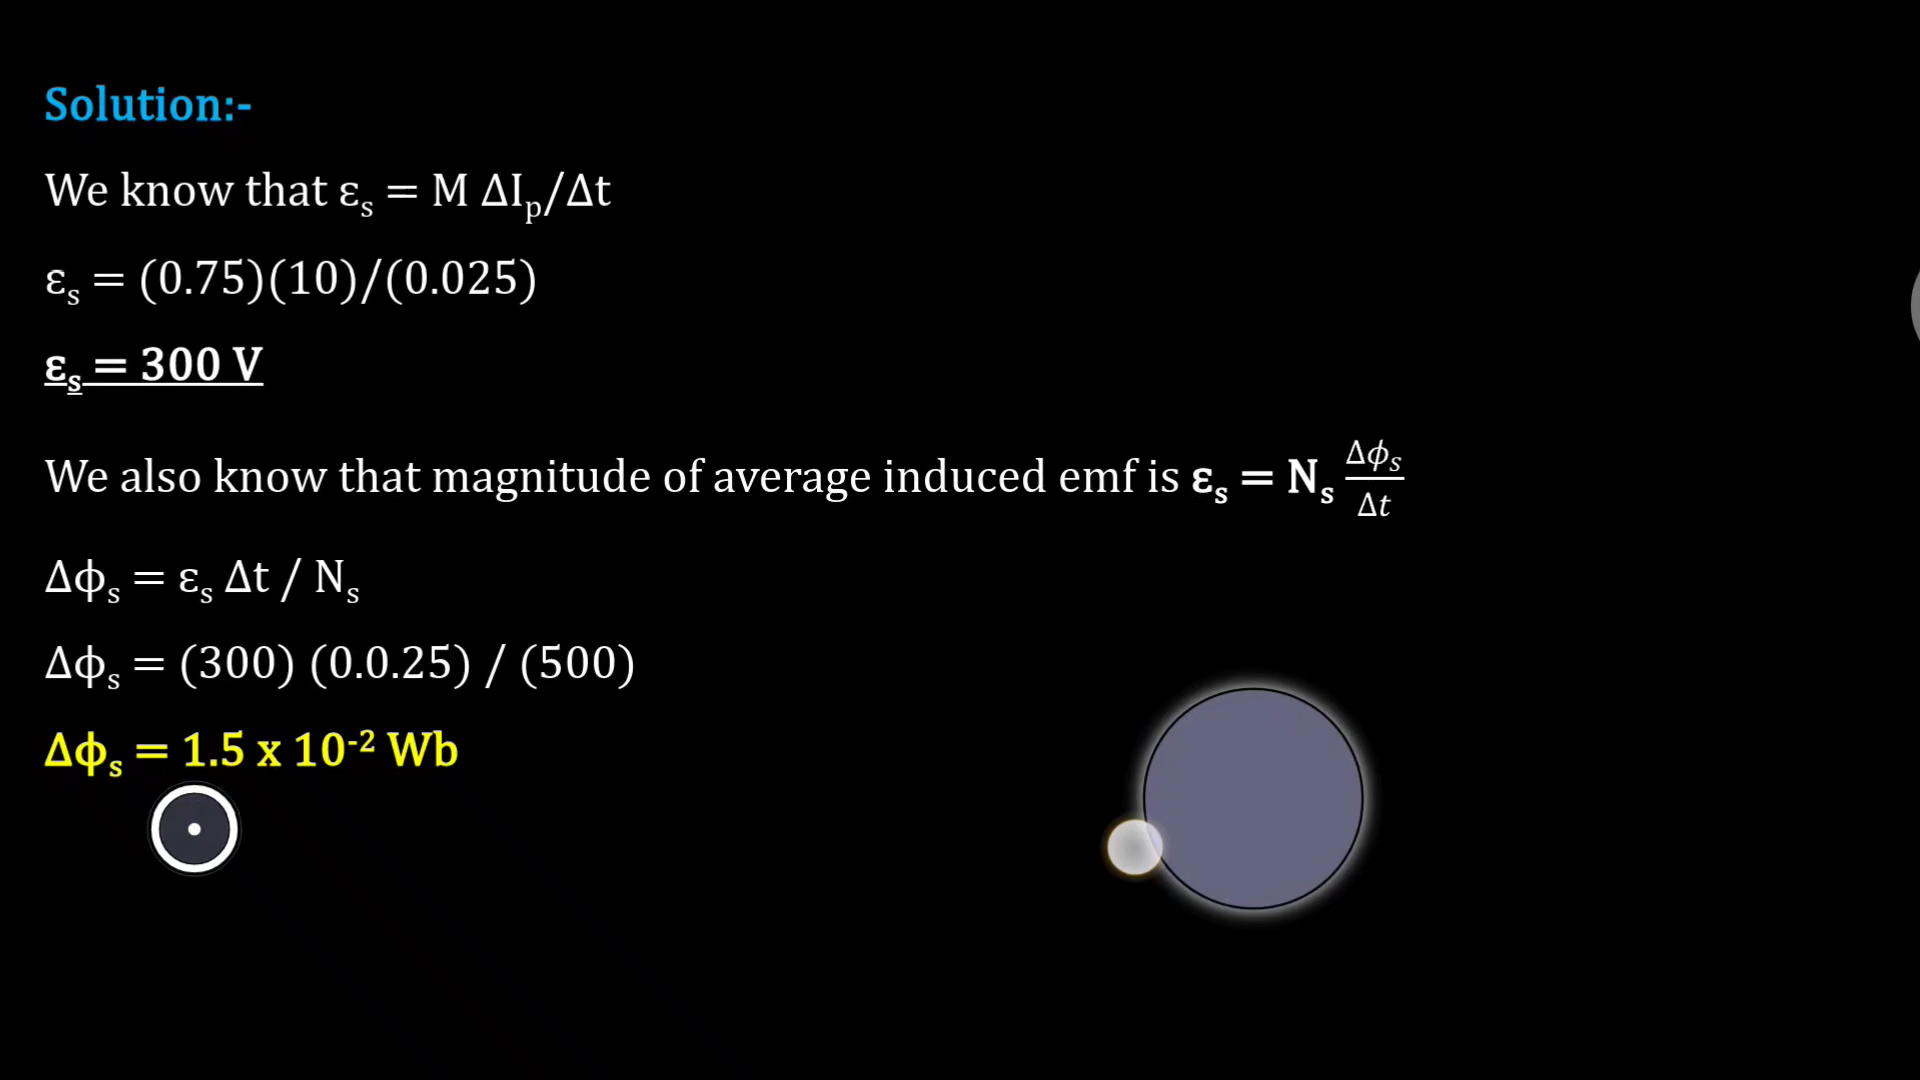 Solution:-
We know that εₛ = M ΔIₚ/Δt
εₛ = (0.75)(10)/(0.025)
εₛ = 300 V
We also know that magnitude of average induced emf is εₛ = Nₛ Δϕₛ/Δt
Δϕₛ = εₛ Δt / Nₛ
Δϕₛ = (300) (0.0.25) / (500)
Δϕₛ = 1.5 x 10⁻² Wb